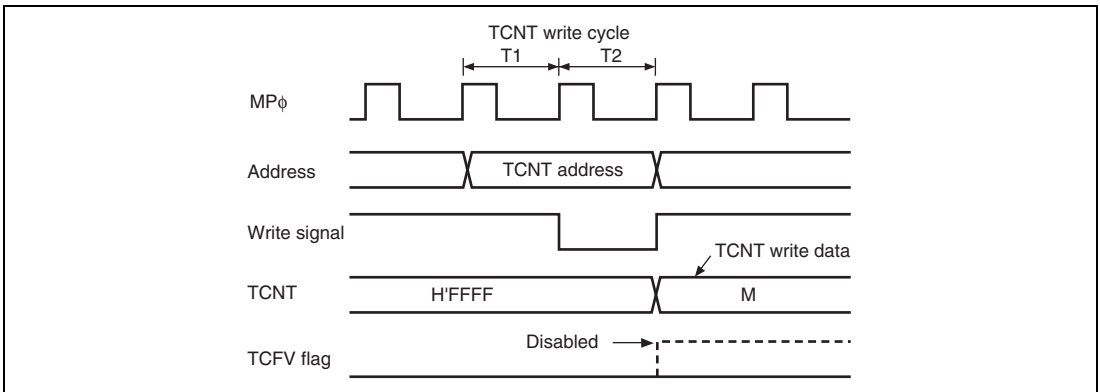 TCNT write cycle
T1 T2
MPφ
Address TCNT address
Write signal
TCNT write data
TCNT H'FFFF M
Disabled
TCFV flag